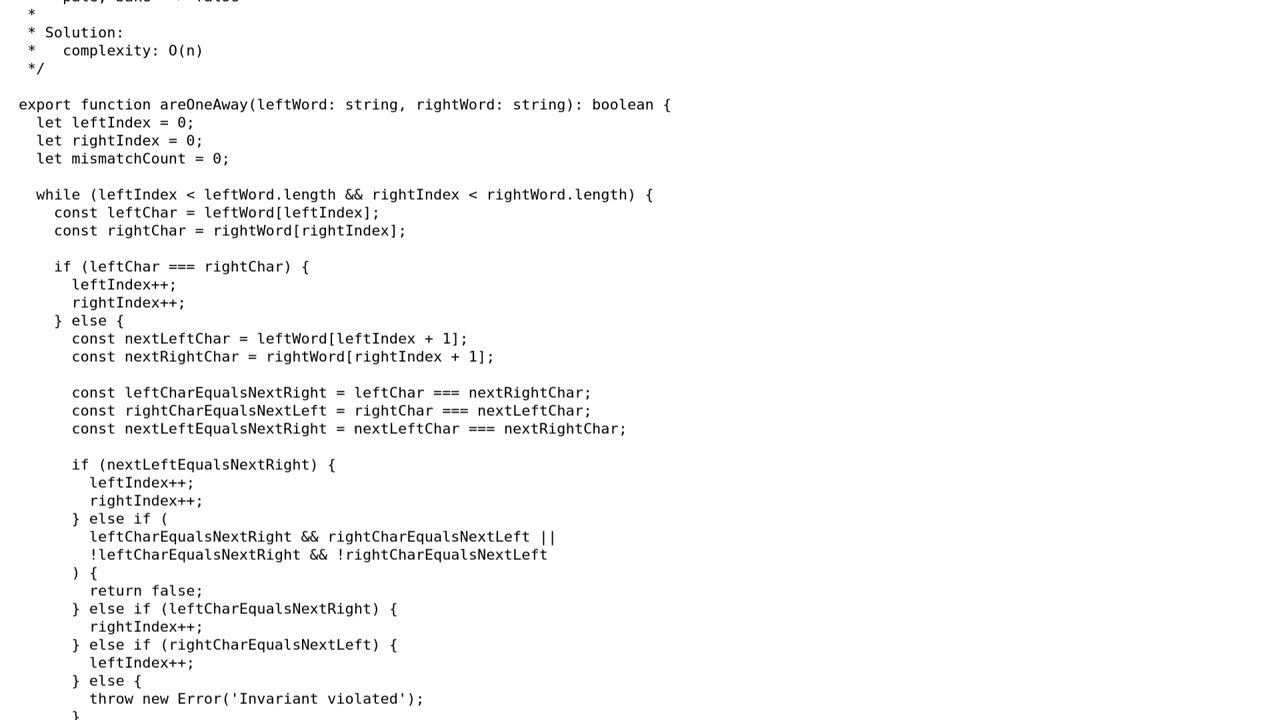 *
 * Solution:
 *   complexity: O(n)
 */

export function areOneAway(leftWord: string, rightWord: string): boolean {
  let leftIndex = 0;
  let rightIndex = 0;
  let mismatchCount = 0;

  while (leftIndex < leftWord.length && rightIndex < rightWord.length) {
    const leftChar = leftWord[leftIndex];
    const rightChar = rightWord[rightIndex];

    if (leftChar === rightChar) {
      leftIndex++;
      rightIndex++;
    } else {
      const nextLeftChar = leftWord[leftIndex + 1];
      const nextRightChar = rightWord[rightIndex + 1];

      const leftCharEqualsNextRight = leftChar === nextRightChar;
      const rightCharEqualsNextLeft = rightChar === nextLeftChar;
      const nextLeftEqualsNextRight = nextLeftChar === nextRightChar;

      if (nextLeftEqualsNextRight) {
        leftIndex++;
        rightIndex++;
      } else if (
        leftCharEqualsNextRight && rightCharEqualsNextLeft ||
        !leftCharEqualsNextRight && !rightCharEqualsNextLeft
      ) {
        return false;
      } else if (leftCharEqualsNextRight) {
        rightIndex++;
      } else if (rightCharEqualsNextLeft) {
        leftIndex++;
      } else {
        throw new Error('Invariant violated');
      }